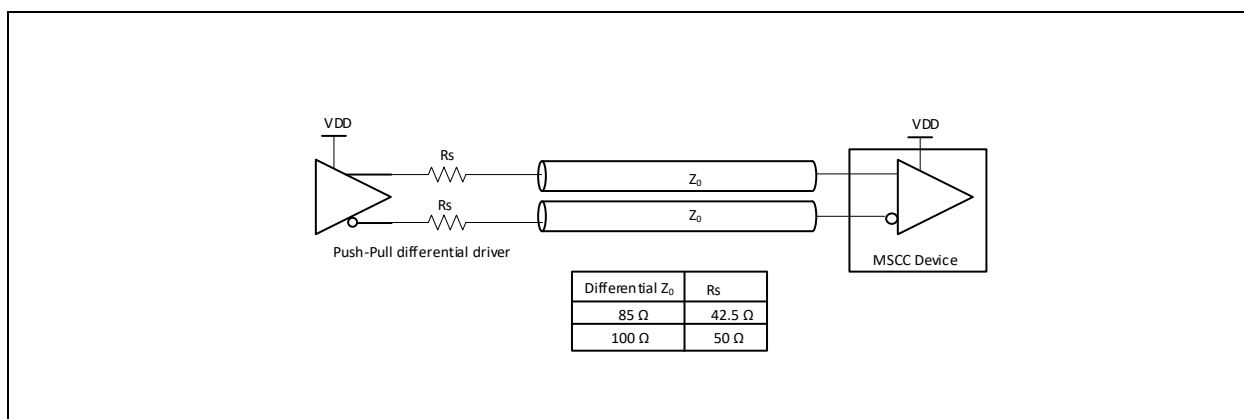 VDD
VDD
Rs
Z₀
Rs
Z₀
Push-Pull differential driver
MSCC Device
Differential Z₀ Rs
85 Ω 42.5 Ω
100 Ω 50 Ω